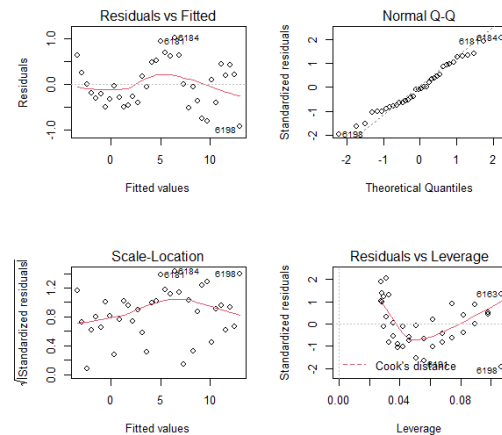 Residuals vs Fitted
Residuals
-1.0 0.0 1.0
6181 6184
6198
0 5 10
Fitted values
Normal Q-Q
Standardized residuals
-2 -1 0 1 2
6181 6184
6198
-2 -1 0 1 2
Theoretical Quantiles
Scale-Location
√|Standardized residuals|
0.0 0.4 0.8 1.2
6181 6184 6198
0 5 10
Fitted values
Residuals vs Leverage
Standardized residuals
-2 -1 0 1 2
6163
Cook's distance
6198
0.00 0.04 0.08
Leverage